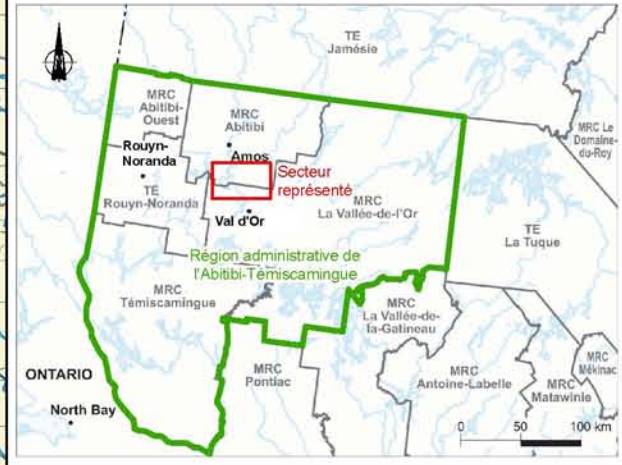 TE
Jamésie
MRC
Abitibi-
Ouest
MRC
Abitibi
MRC Le
Domaine-
du-Roy
Rouyn-
Noranda
Amos
Secteur
représenté
TE
Rouyn-Noranda
MRC
La Vallée-de-l'Or
Val d'Or
TE
La Tuque
Région administrative de
l'Abitibi-Témiscamingue
MRC
Témiscamingue
MRC
La Vallée-de-
la-Gatineau
MRC
Pontiac
MRC
Antoine-Labelle
MRC
Mékinac
MRC
Matawinie
ONTARIO
North Bay
0 50 100 km